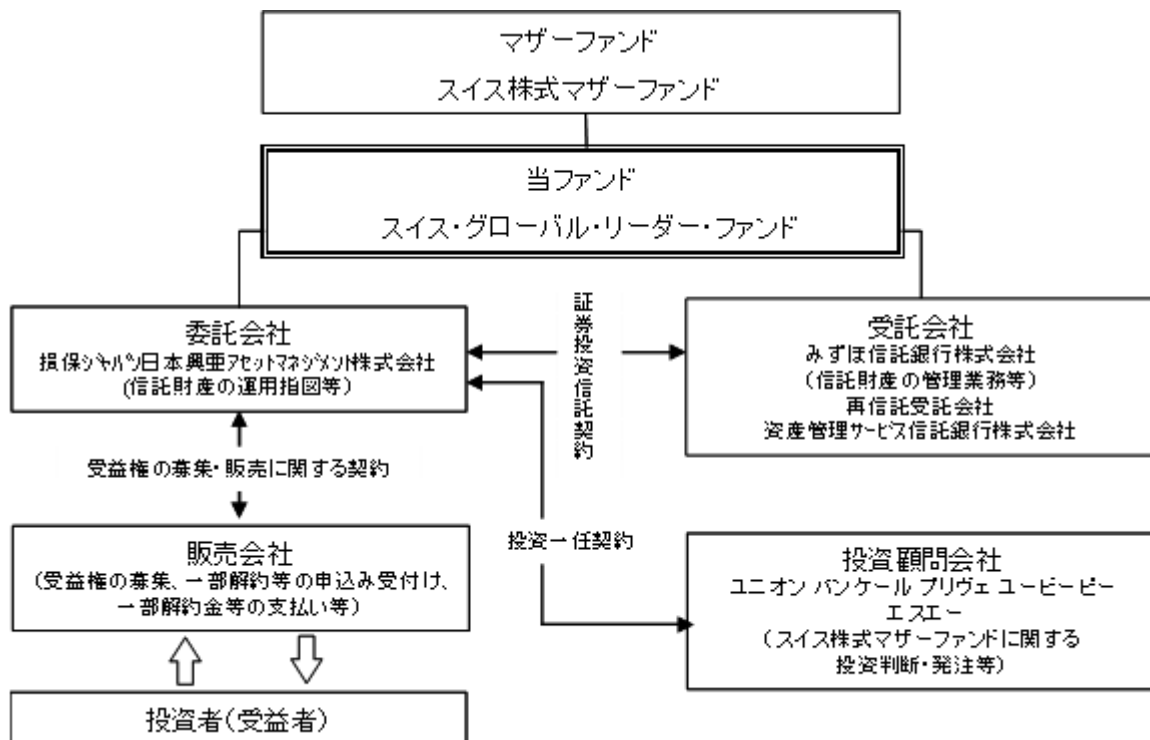 マザーファンド
スイス株式マザーファンド
当ファンド
スイス・グローバル・リーダー・ファンド
委託会社
損保ｼﾞｬﾊﾟﾝ日本興亜ｱｾｯﾄﾏﾈｼﾞﾒﾝﾄ株式会社
(信託財産の運用指図等)
証券投資信託契約
受託会社
みずほ信託銀行株式会社
(信託財産の管理業務等)
再信託受託会社
資産管理サービス信託銀行株式会社
受益権の募集・販売に関する契約
販売会社
(受益権の募集、一部解約等の申込み受付け、
一部解約金等の支払い等)
投資一任契約
投資顧問会社
ユニオン バンケール プリヴェ ユービーピー
エスエー
(スイス株式マザーファンドに関する
投資判断・発注等)
投資者(受益者)